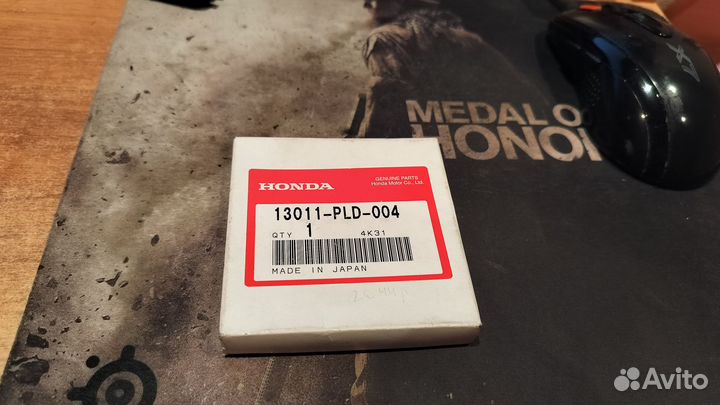 X7
MEDAL O
HONO
GENUINE PARTS
Honda Motor Co., Ltd.
HONDA
13011-PLD-004
QTY 1 4K31
MADE IN JAPAN
Avito